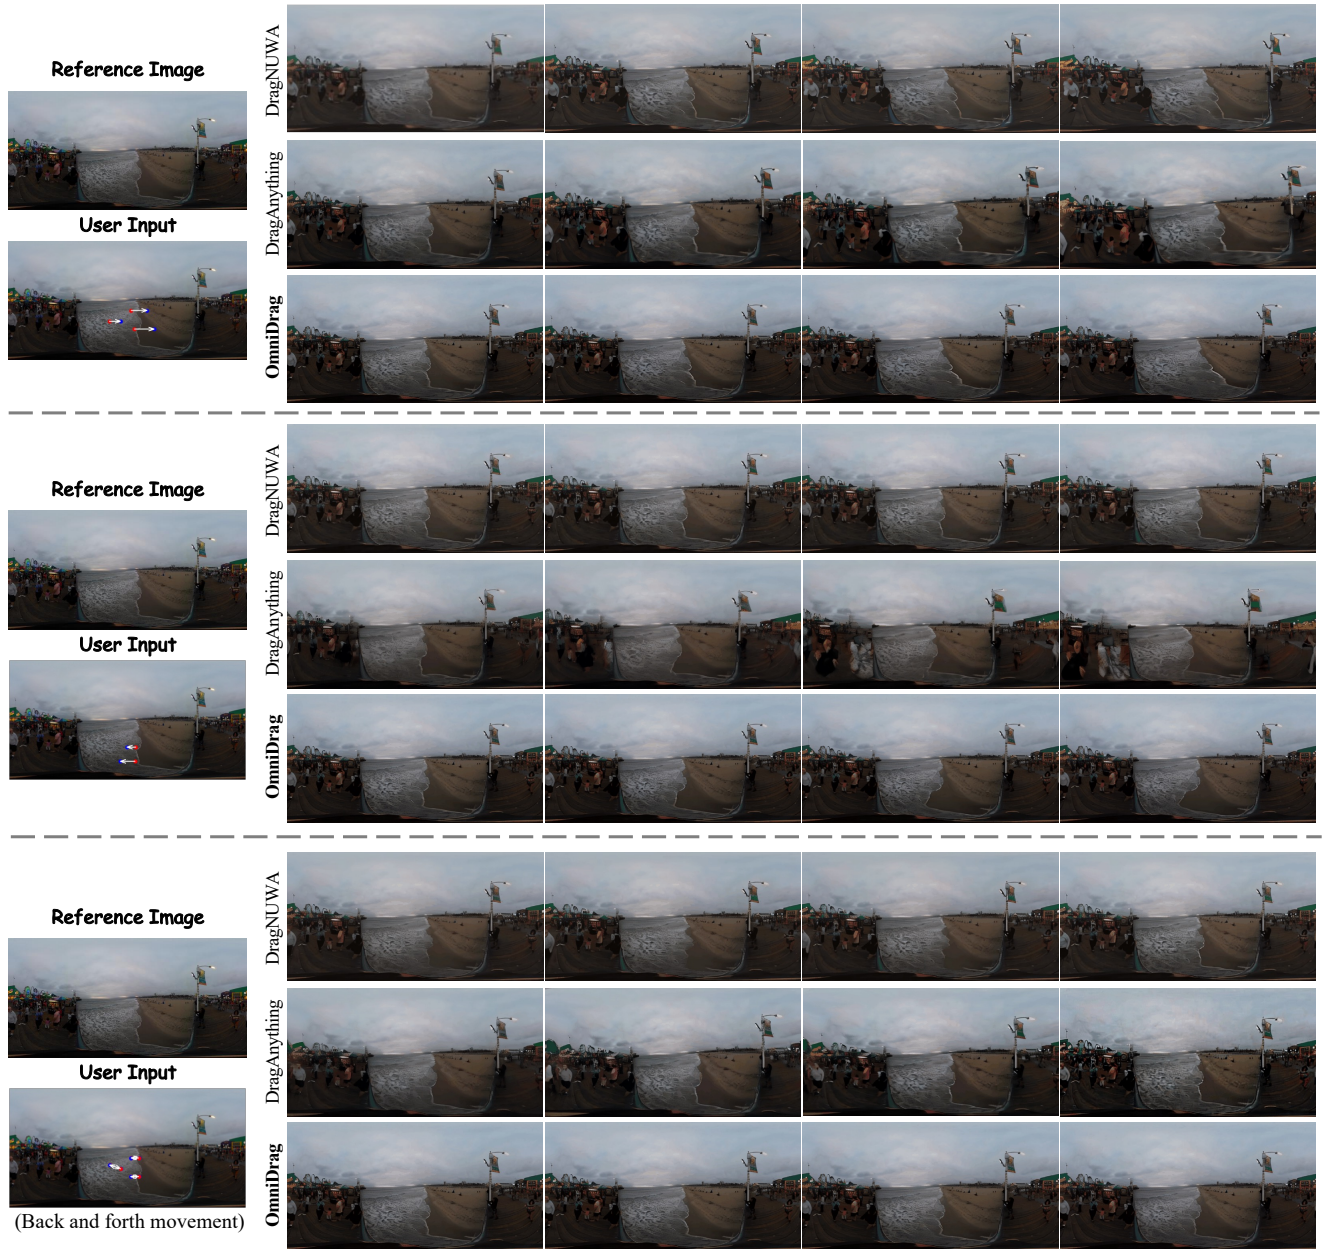 Reference Image
User Input
DragNUWA
DragAnything
OmniDrag
Reference Image
User Input
DragNUWA
DragAnything
OmniDrag
Reference Image
User Input
(Back and forth movement)
DragNUWA
DragAnything
OmniDrag